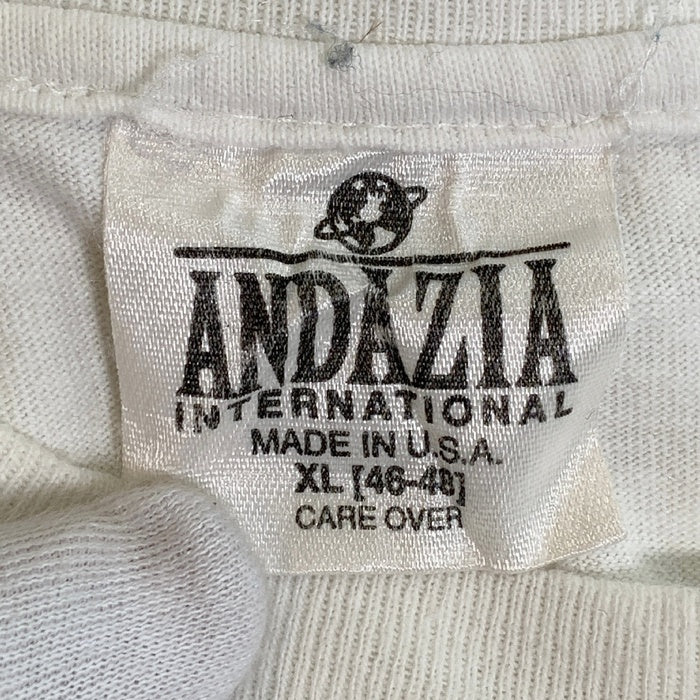 ANDAZIA
INTERNATIONAL
MADE IN U.S.A.
XL [46-48]
CARE OVER